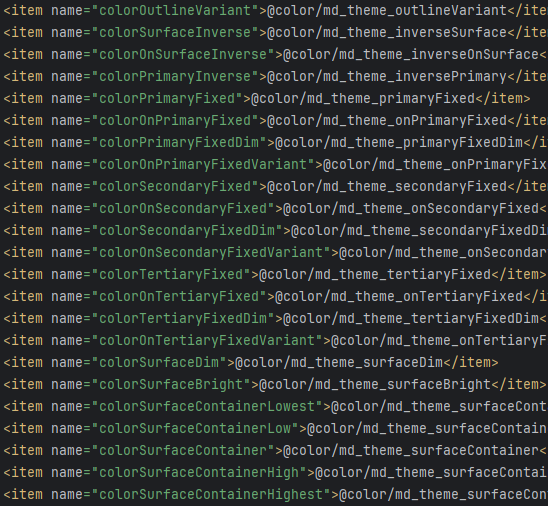 <item name="colorOutlineVariant">@color/md_theme_outlineVariant</item
<item name="colorSurfaceInverse">@color/md_theme_inverseSurface</item
<item name="colorOnSurfaceInverse">@color/md_theme_inverseOnSurface<
<item name="colorPrimaryInverse">@color/md_theme_inversePrimary</item
<item name="colorPrimaryFixed">@color/md_theme_primaryFixed</item>
<item name="colorOnPrimaryFixed">@color/md_theme_onPrimaryFixed</item
<item name="colorPrimaryFixedDim">@color/md_theme_primaryFixedDim</i
<item name="colorOnPrimaryFixedVariant">@color/md_theme_onPrimaryFix
<item name="colorSecondaryFixed">@color/md_theme_secondaryFixed</item
<item name="colorOnSecondaryFixed">@color/md_theme_onSecondaryFixed<
<item name="colorSecondaryFixedDim">@color/md_theme_secondaryFixedDi
<item name="colorOnSecondaryFixedVariant">@color/md_theme_onSecondar
<item name="colorTertiaryFixed">@color/md_theme_tertiaryFixed</item>
<item name="colorOnTertiaryFixed">@color/md_theme_onTertiaryFixed</i
<item name="colorTertiaryFixedDim">@color/md_theme_tertiaryFixedDim<
<item name="colorOnTertiaryFixedVariant">@color/md_theme_onTertiaryF
<item name="colorSurfaceDim">@color/md_theme_surfaceDim</item>
<item name="colorSurfaceBright">@color/md_theme_surfaceBright</item>
<item name="colorSurfaceContainerLowest">@color/md_theme_surfaceCont
<item name="colorSurfaceContainerLow">@color/md_theme_surfaceContain
<item name="colorSurfaceContainer">@color/md_theme_surfaceContainer<
<item name="colorSurfaceContainerHigh">@color/md_theme_surfaceContai
<item name="colorSurfaceContainerHighest">@color/md_theme_surfaceCon